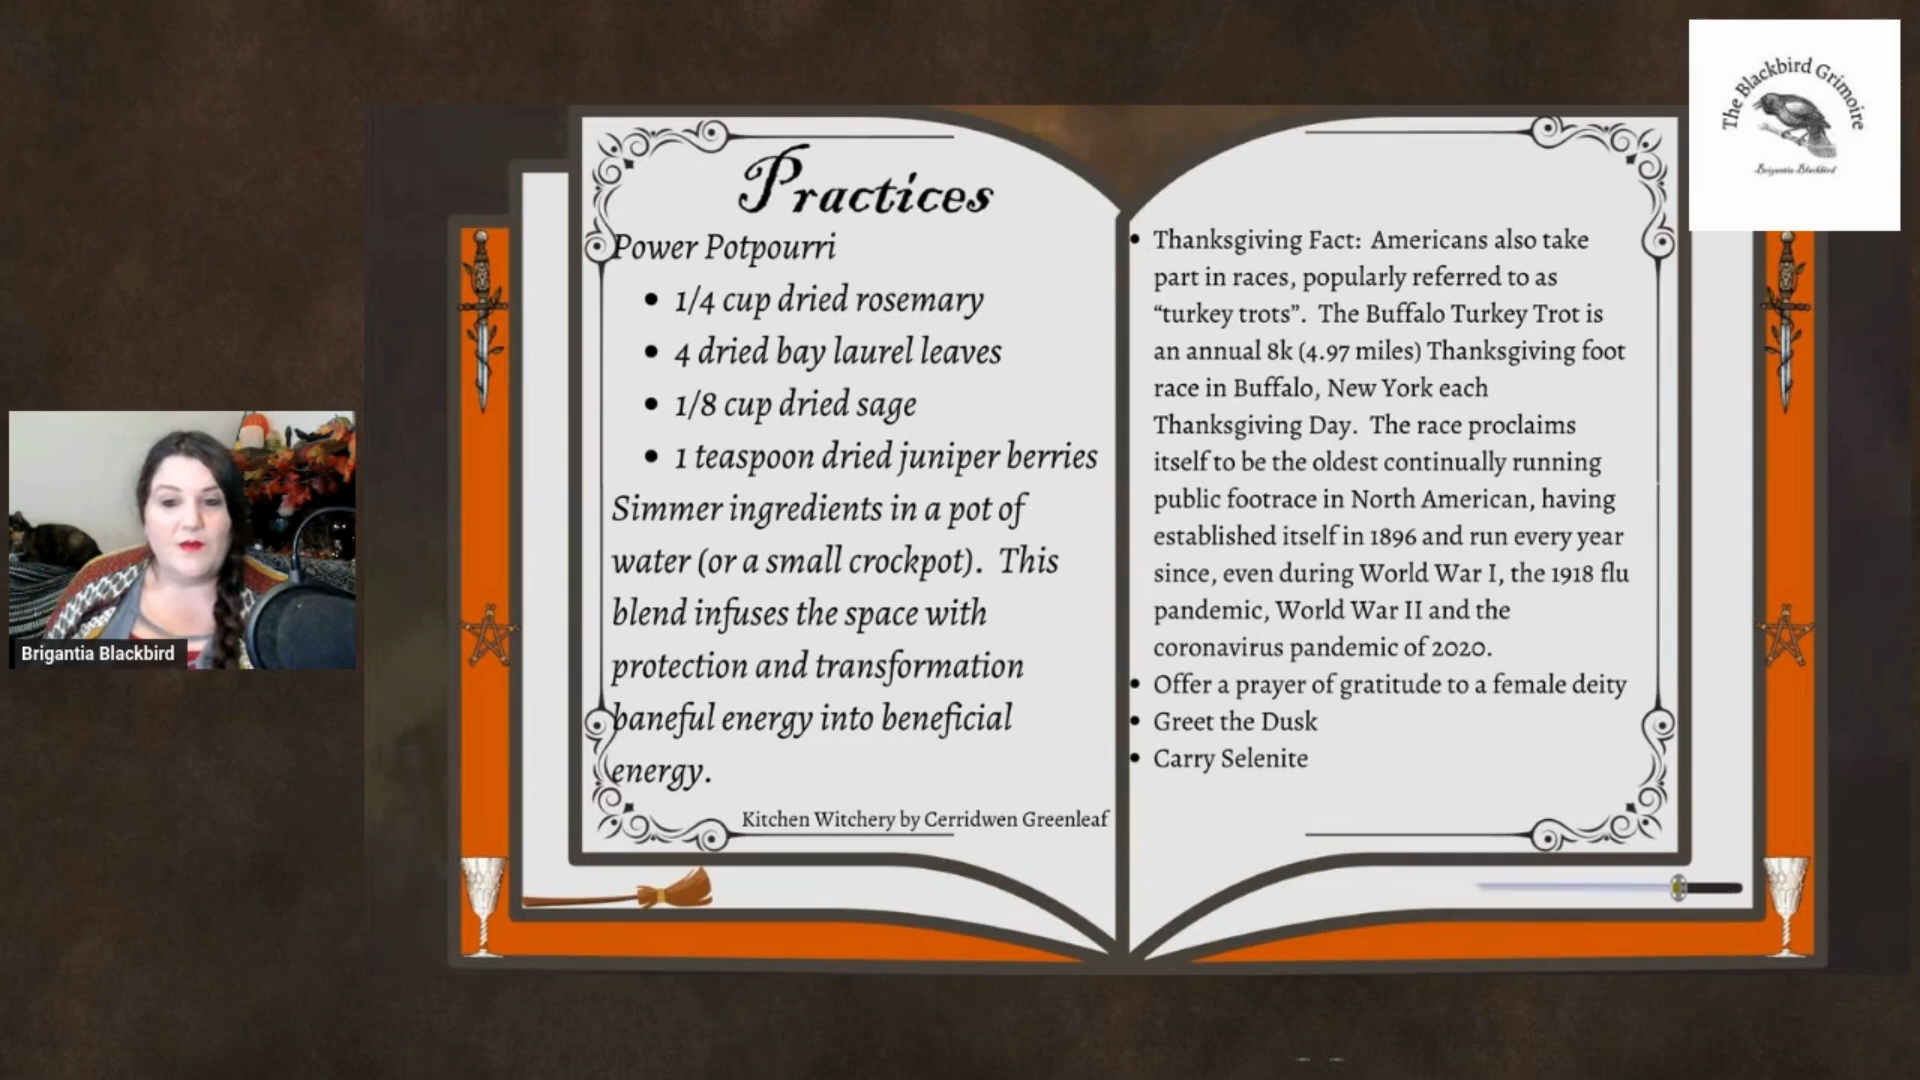 The Blackbird Grimoire
Brigantia Blackbird
Practices
Power Potpourri
• 1/4 cup dried rosemary
• 4 dried bay laurel leaves
• 1/8 cup dried sage
• 1 teaspoon dried juniper berries
Simmer ingredients in a pot of
water (or a small crockpot).  This
blend infuses the space with
protection and transformation
baneful energy into beneficial
energy.
Kitchen Witchery by Cerridwen Greenleaf
• Thanksgiving Fact:  Americans also take
part in races, popularly referred to as
“turkey trots”.  The Buffalo Turkey Trot is
an annual 8k (4.97 miles) Thanksgiving foot
race in Buffalo, New York each
Thanksgiving Day.  The race proclaims
itself to be the oldest continually running
public footrace in North American, having
established itself in 1896 and run every year
since, even during World War I, the 1918 flu
pandemic, World War II and the
coronavirus pandemic of 2020.
• Offer a prayer of gratitude to a female deity
• Greet the Dusk
• Carry Selenite
Brigantia Blackbird